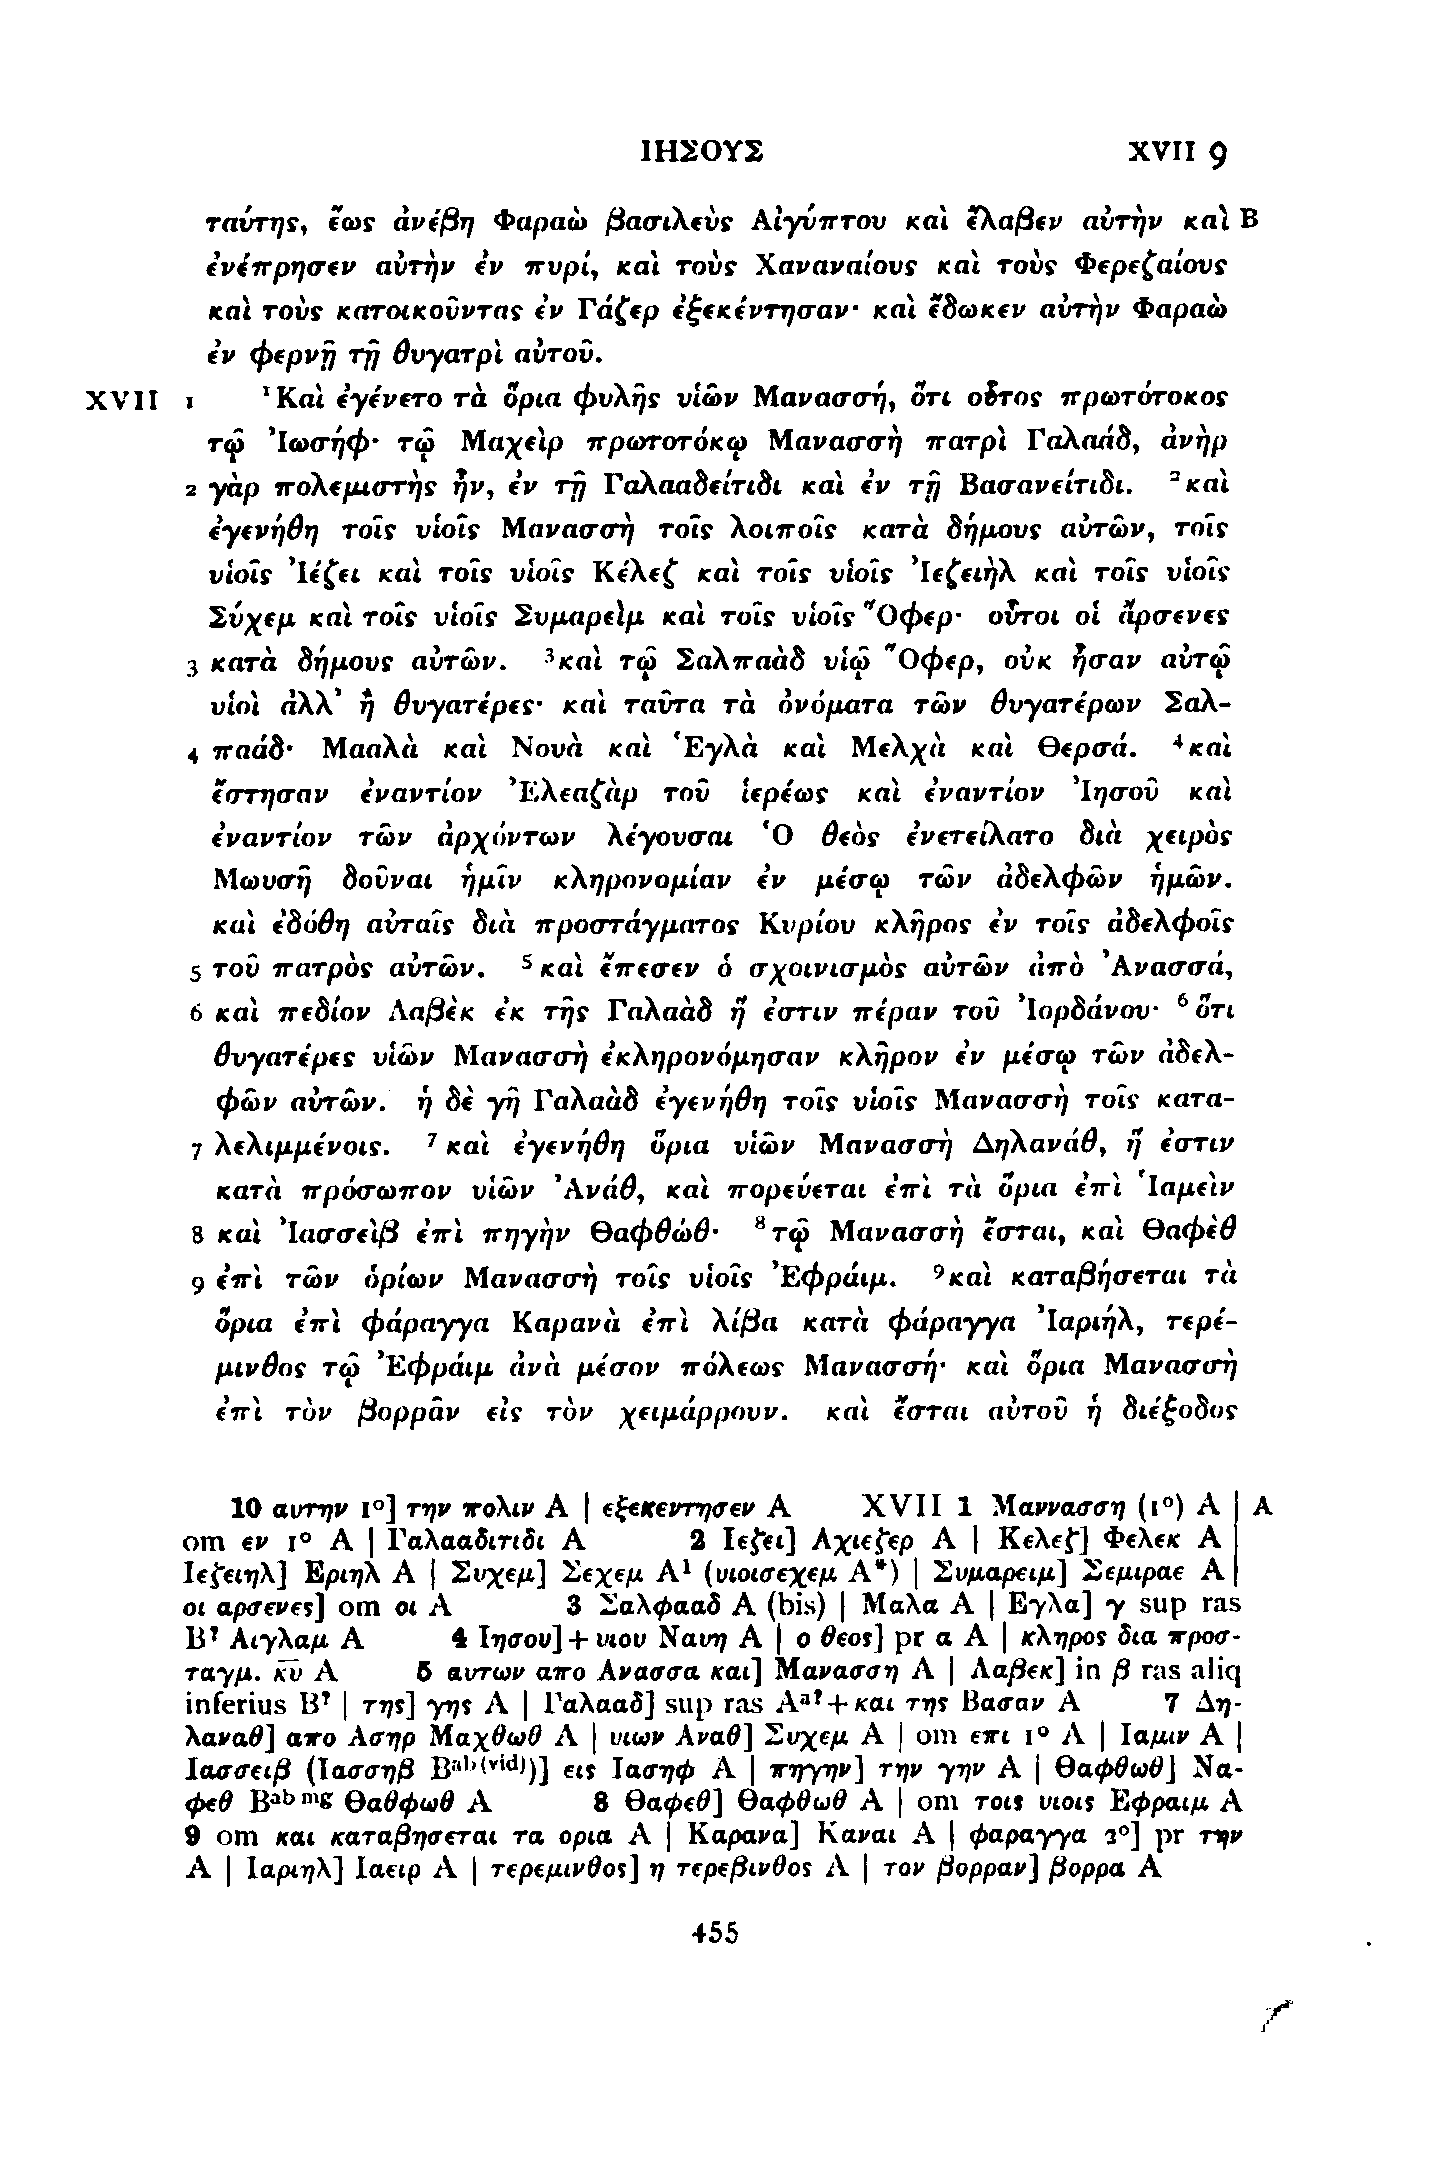 ΙΗΣΟΥΣ XVII 9
ταύτης, ἕως ἀνέβη Φαραὼ βασιλεὺς Αἰγύπτου καὶ ἔλαβεν αὐτὴν καὶ B
ἐνέπρησεν αὐτὴν ἐν πυρί, καὶ τοὺς Χαναναίους καὶ τοὺς Φερεζαίους
καὶ τοὺς κατοικοῦντας ἐν Γάζερ ἐξεκέντησαν· καὶ ἔδωκεν αὐτὴν Φαραὼ
ἐν φερνῇ τῇ θυγατρὶ αὐτοῦ.
XVII 1 ¹Καὶ ἐγένετο τὰ ὅρια φυλῆς υἱῶν Μανασσή, ὅτι οὗτος πρωτότοκος
τῷ Ἰωσήφ· τῷ Μαχεὶρ πρωτοτόκῳ Μανασσὴ πατρὶ Γαλαάδ, ἀνὴρ
2 γὰρ πολεμιστὴς ἦν, ἐν τῇ Γαλααδείτιδι καὶ ἐν τῇ Βασανείτιδι. ²καὶ
ἐγενήθη τοῖς υἱοῖς Μανασσὴ τοῖς λοιποῖς κατὰ δήμους αὐτῶν, τοῖς
υἱοῖς Ἰέζει καὶ τοῖς υἱοῖς Κέλεζ καὶ τοῖς υἱοῖς Ἰεζειὴλ καὶ τοῖς υἱοῖς
Σύχεμ καὶ τοῖς υἱοῖς Συμαρεὶμ καὶ τοῖς υἱοῖς Ὄφερ· οὗτοι οἱ ἄρσενες
3 κατὰ δήμους αὐτῶν. ³καὶ τῷ Σαλπαὰδ υἱῷ Ὄφερ, οὐκ ἦσαν αὐτῷ
υἱοὶ ἀλλ’ ἢ θυγατέρες· καὶ ταῦτα τὰ ὀνόματα τῶν θυγατέρων Σαλ-
4 παάδ· Μααλὰ καὶ Νουὰ καὶ Ἑγλὰ καὶ Μελχὰ καὶ Θερσά. ⁴καὶ
ἔστησαν ἐναντίον Ἐλεαζὰρ τοῦ ἱερέως καὶ ἐναντίον Ἰησοῦ καὶ
ἐναντίον τῶν ἀρχόντων λέγουσαι Ὁ θεὸς ἐνετείλατο διὰ χειρὸς
Μωυσῆ δοῦναι ἡμῖν κληρονομίαν ἐν μέσῳ τῶν ἀδελφῶν ἡμῶν.
καὶ ἐδόθη αὐταῖς διὰ προστάγματος Κυρίου κλῆρος ἐν τοῖς ἀδελφοῖς
5 τοῦ πατρὸς αὐτῶν. ⁵καὶ ἔπεσεν ὁ σχοινισμὸς αὐτῶν ἀπὸ Ἀνασσά,
6 καὶ πεδίον Λαβὲκ ἐκ τῆς Γαλαὰδ ἥ ἐστιν πέραν τοῦ Ἰορδάνου· ⁶ὅτι
θυγατέρες υἱῶν Μανασσὴ ἐκληρονόμησαν κλῆρον ἐν μέσῳ τῶν ἀδελ-
φῶν αὐτῶν. ἡ δὲ γῆ Γαλαὰδ ἐγενήθη τοῖς υἱοῖς Μανασσὴ τοῖς κατα-
7 λελιμμένοις. ⁷καὶ ἐγενήθη ὅρια υἱῶν Μανασσὴ Δηλανάθ, ἥ ἐστιν
κατὰ πρόσωπον υἱῶν Ἀνάθ, καὶ πορεύεται ἐπὶ τὰ ὅρια ἐπὶ Ἰαμεὶν
8 καὶ Ἰασσεὶβ ἐπὶ πηγὴν Θαφθώθ· ⁸τῷ Μανασσὴ ἔσται, καὶ Θαφὲθ
9 ἐπὶ τῶν ὁρίων Μανασσὴ τοῖς υἱοῖς Ἐφράιμ. ⁹καὶ καταβήσεται τὰ
ὅρια ἐπὶ φάραγγα Καρανὰ ἐπὶ λίβα κατὰ φάραγγα Ἰαριήλ, τερέ-
μινθος τῷ Ἐφράιμ ἀνὰ μέσον πόλεως Μανασσή· καὶ ὅρια Μανασσὴ
ἐπὶ τὸν βορρᾶν εἰς τὸν χειμάρρουν. καὶ ἔσται αὐτοῦ ἡ διέξοδος
10 αυτην 1º] την πολιν A | εξεκεντησεν A XVII 1 Μαννασση (1º) A | A
om εν 1º A | Γαλααδιτιδι A 2 Ιεζει] Αχιεζερ A | Κελεζ] Φελεκ A
Ιεζειηλ] Εριηλ A | Συχεμ] Σεχεμ A¹ (υιοισεχεμ A*) | Συμαρειμ] Σεμιραε A |
οι αρσενες] om οι A 3 Σαλφααδ A (bis) | Μαλα A | Εγλα] γ sup ras
B? Αιγλαμ A 4 Ιησου] + υιου Ναυη A | ο θεος] pr α A | κληρος δια προσ-
ταγμ. κ̅υ̅ A 5 αυτων απο Ανασσα και] Μανασση A | Λαβεκ] in β ras aliq
inferius B? | της] γης A | Γαλααδ] sup ras Aᵃ? + και της Βασαν A 7 Δη-
λαναθ] απο Ασηρ Μαχθωθ A | υιων Αναθ] Συχεμ A | om επι 1º A | Ιαμιν A |
Ιασσειβ (Ιασσηβ Bᵃᵇ⁽ᵛⁱᵈ⁾)] εις Ιασηφ A | πηγην] την γην A | Θαφθωθ] Να-
φεθ Bᵃᵇ ᵐᵍ Θαθφωθ A 8 Θαφεθ] Θαφθωθ A | om τοις υιοις Εφραιμ A
9 om και καταβησεται τα ορια A | Καρανα] Καναι A | φαραγγα 2º] pr την
A | Ιαριηλ] Ιαειρ A | τερεμινθος] η τερεβινθος A | τον βορραν] βορρα A
455